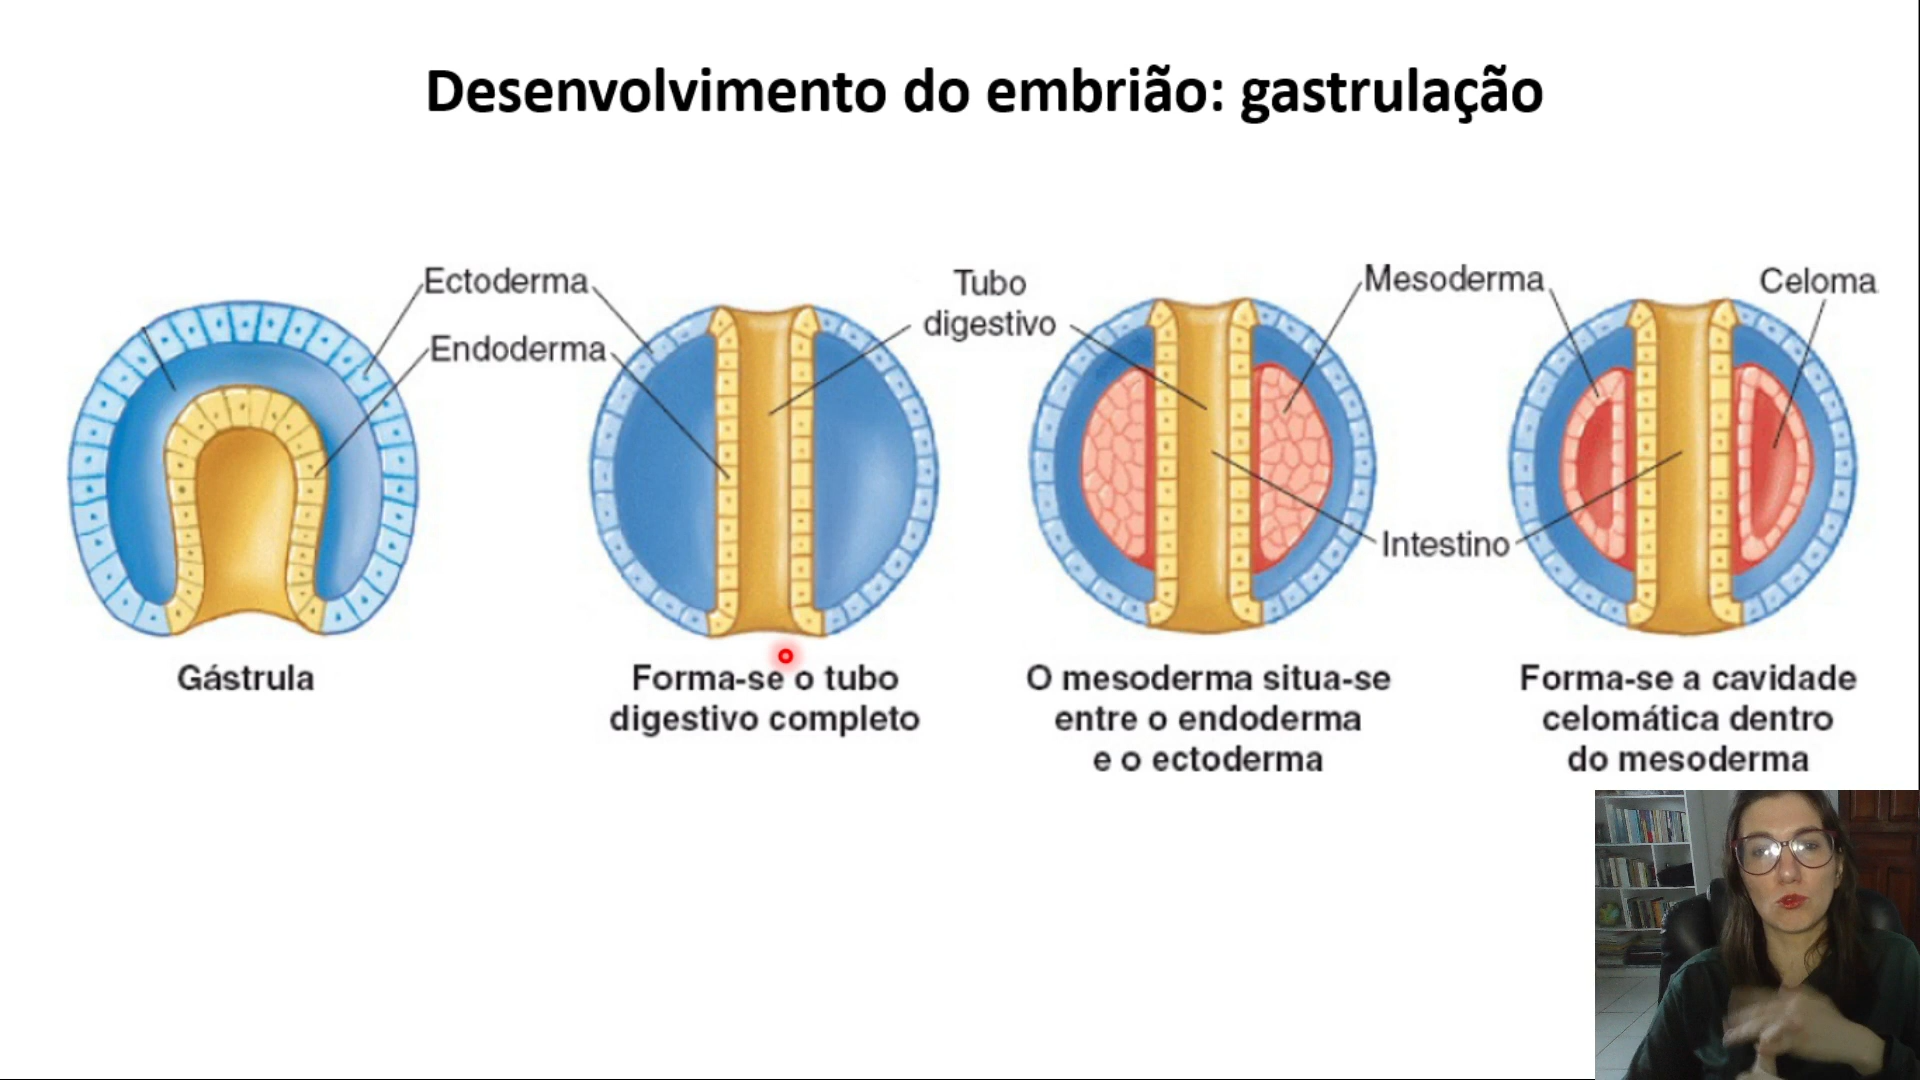 Desenvolvimento do embrião: gastrulação
Ectoderma
Endoderma
Tubo
digestivo
Mesoderma
Celoma
Intestino
Gástrula
Forma-se o tubo
digestivo completo
O mesoderma situa-se
entre o endoderma
e o ectoderma
Forma-se a cavidade
celomática dentro
do mesoderma